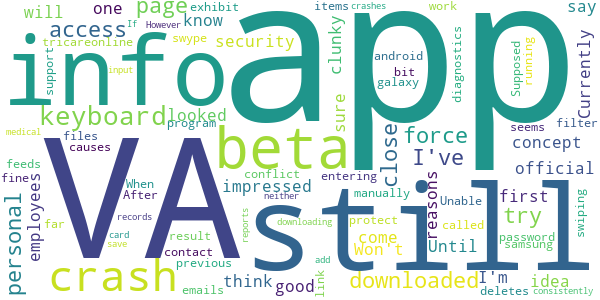 will
one
page
exhibit
items
crashes
say
However
If
work
access
know
tricareonline
swype
support
security
clunky
android
bit
galaxy
diagnostics
Supposed
running
Currently
info
app
keyboard
looked
sure
input
program
medical
files
causes
beta
close
force
I've
seems
filter
concept
feeds
fine
employees
VA
When
After
conflict
entering
impressed
neither
manually
reasons
Unable
first
official
swiping
personal
still
far
records
downloading
protect
called
try
password
samsung
card
save
result
contact
previous
reports
add
link
come
Won't
Until
crash
emails
think
good
downloaded
I'm
deletes
idea
consistently